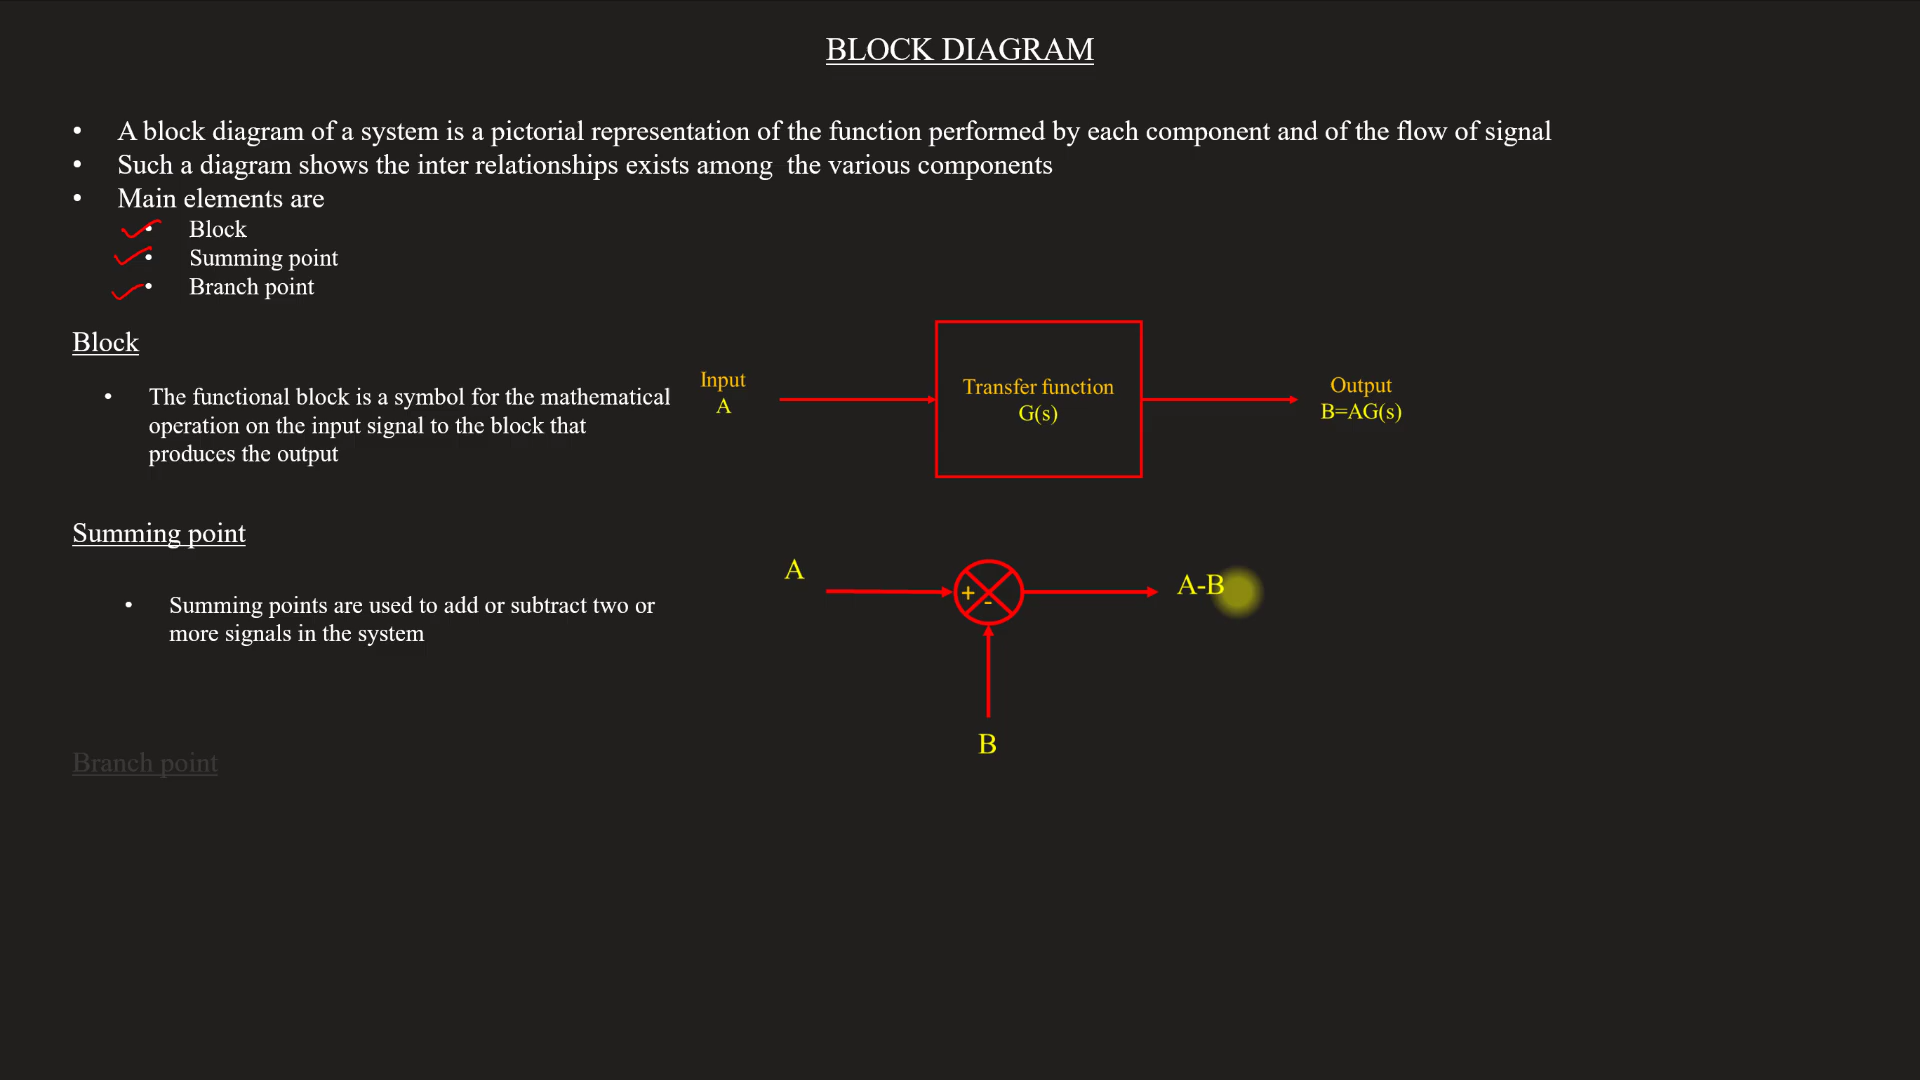 BLOCK DIAGRAM
• A block diagram of a system is a pictorial representation of the function performed by each component and of the flow of signal
• Such a diagram shows the inter relationships exists among  the various components
• Main elements are
• Block
• Summing point
• Branch point
Block
• The functional block is a symbol for the mathematical
operation on the input signal to the block that
produces the output
Input
A
Transfer function
G(s)
Output
B=AG(s)
Summing point
• Summing points are used to add or subtract two or
more signals in the system
A
+
-
A-B
B
Branch point